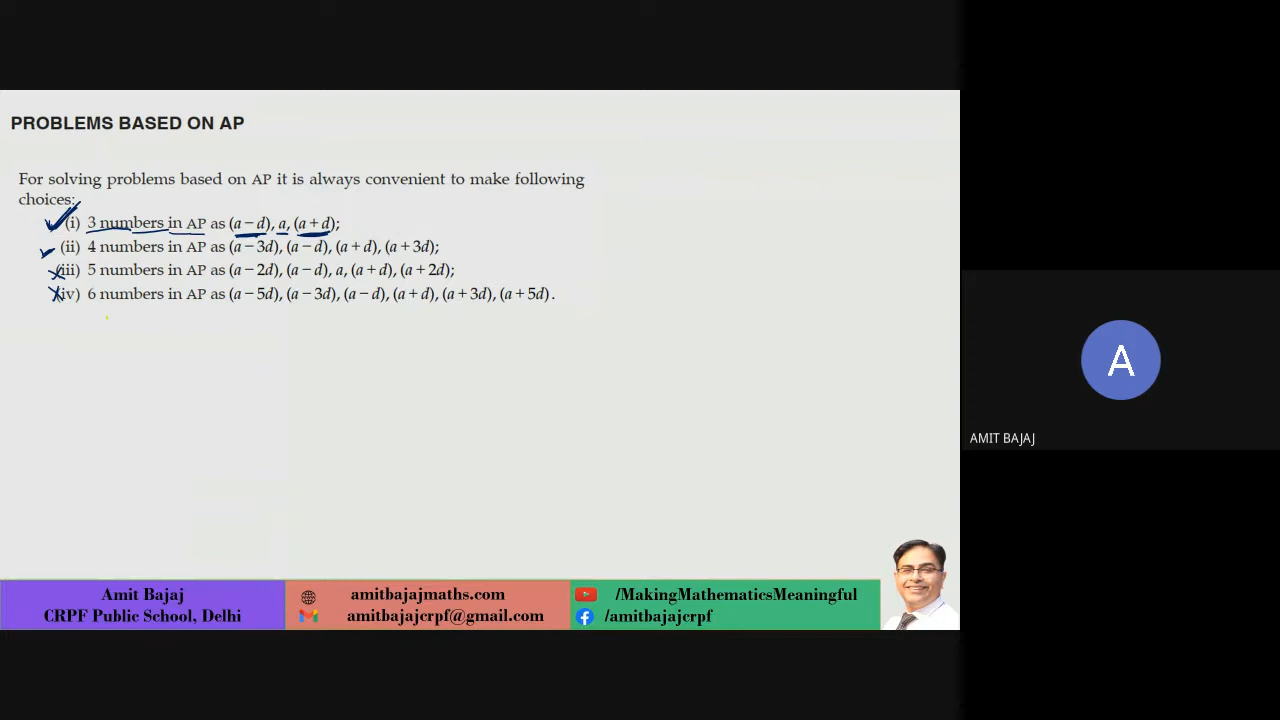 PROBLEMS BASED ON AP
For solving problems based on AP it is always convenient to make following
choices:
(i) 3 numbers in AP as (a − d), a, (a + d);
(ii) 4 numbers in AP as (a − 3d), (a − d), (a + d), (a + 3d);
(iii) 5 numbers in AP as (a − 2d), (a − d), a, (a + d), (a + 2d);
(iv) 6 numbers in AP as (a − 5d), (a − 3d), (a − d), (a + d), (a + 3d), (a + 5d).
A
AMIT BAJAJ
Amit Bajaj
CRPF Public School, Delhi
amitbajajmaths.com
amitbajajcrpf@gmail.com
/MakingMathematicsMeaningful
/amitbajajcrpf